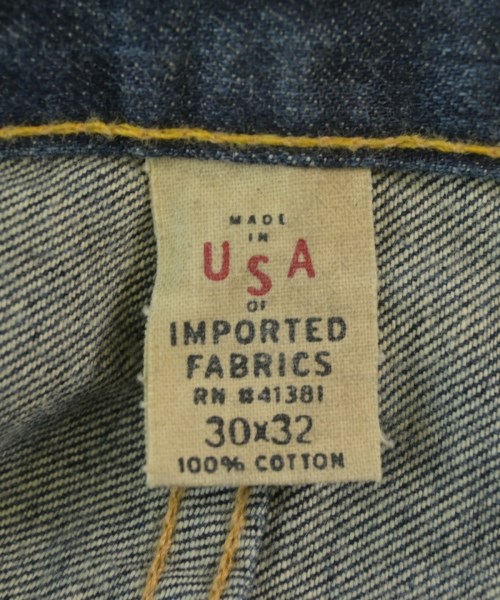 MADE
IN
USA
OF
IMPORTED
FABRICS
RN #41381
30x32
100% COTTON